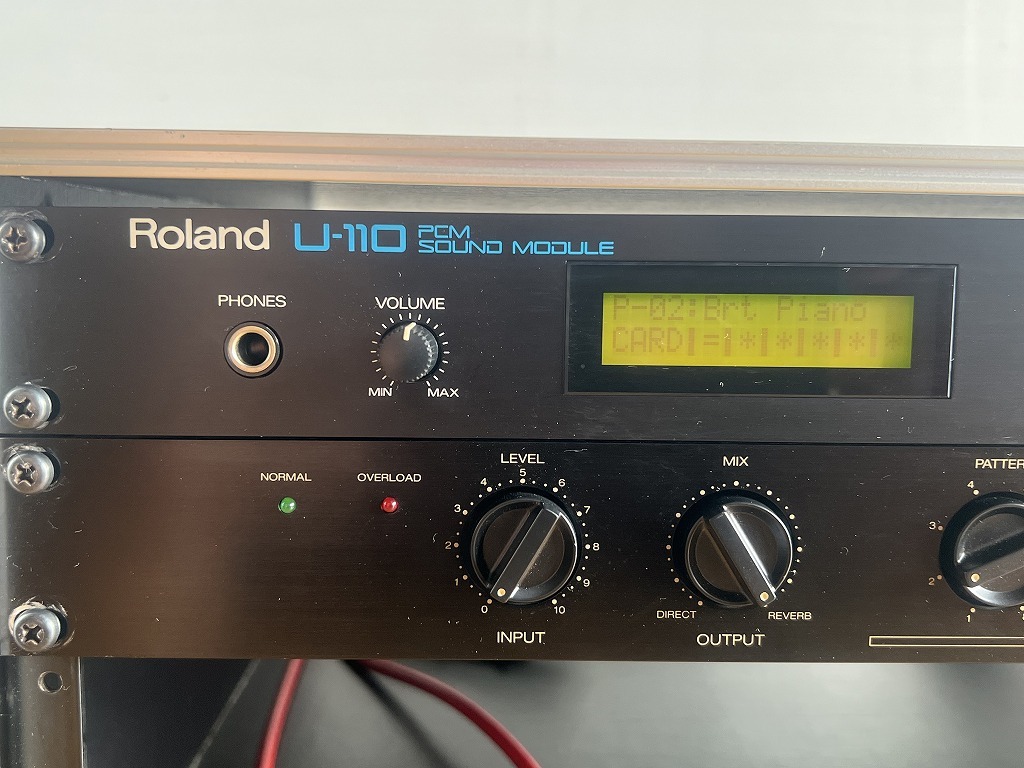 Roland U-110 PCM
SOUND MODULE
PHONES
VOLUME
MIN MAX
P-02:Brt Piano
CARD|=|*|*|*|*|*
NORMAL
OVERLOAD
LEVEL
0 1 2 3 4 5 6 7 8 9 10
INPUT
MIX
DIRECT REVERB
OUTPUT
PATTER
4
3
2
1